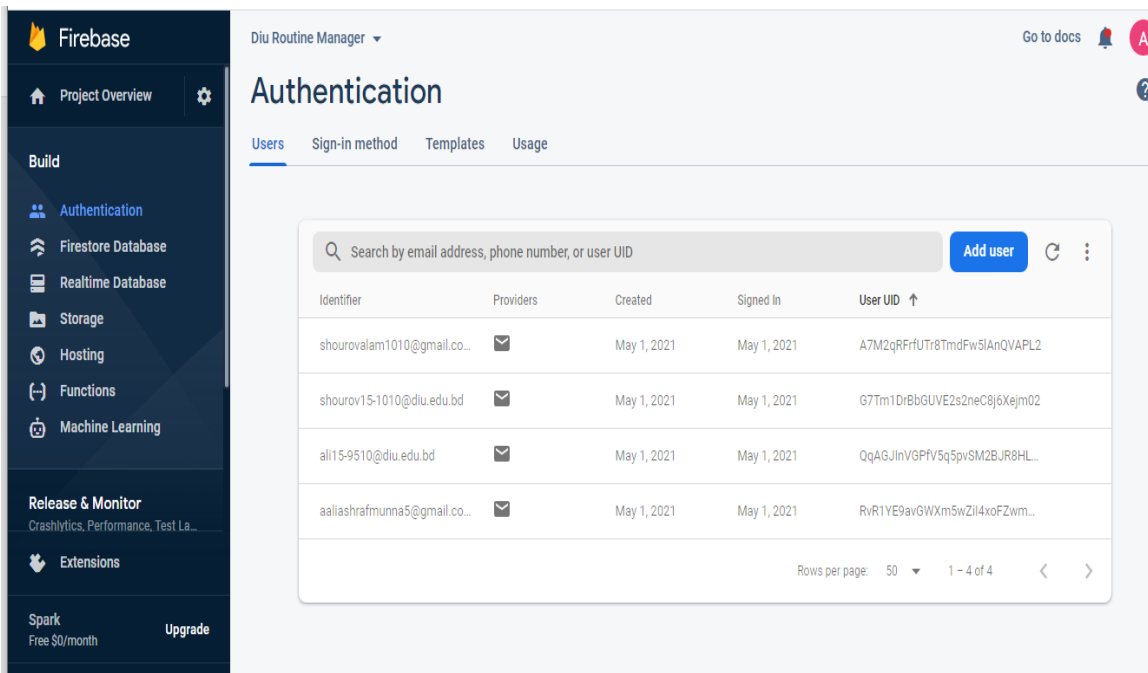 Firebase
Project Overview
Build
Authentication
Firestore Database
Realtime Database
Storage
Hosting
Functions
Machine Learning
Release & Monitor
Crashlytics, Performance, Test La...
Extensions
Spark
Free $0/month
Upgrade
Diu Routine Manager
Go to docs
A
Authentication
Users Sign-in method Templates Usage
Search by email address, phone number, or user UID
Add user
Identifier Providers Created Signed In User UID
shourovalam1010@gmail.co... May 1, 2021 May 1, 2021 A7M2qRFrfUTr8TmdFw5lAnQVAPL2
shourov15-1010@diu.edu.bd May 1, 2021 May 1, 2021 G7Tm1DrBbGUVE2s2neC8j6Xejm02
ali15-9510@diu.edu.bd May 1, 2021 May 1, 2021 QqAGJInVGPfV5q5pvSM2BJR8HL...
aaliashrafmunna5@gmail.co... May 1, 2021 May 1, 2021 RvR1YE9avGWXm5wZiI4xoFZwm...
Rows per page: 50 1 – 4 of 4